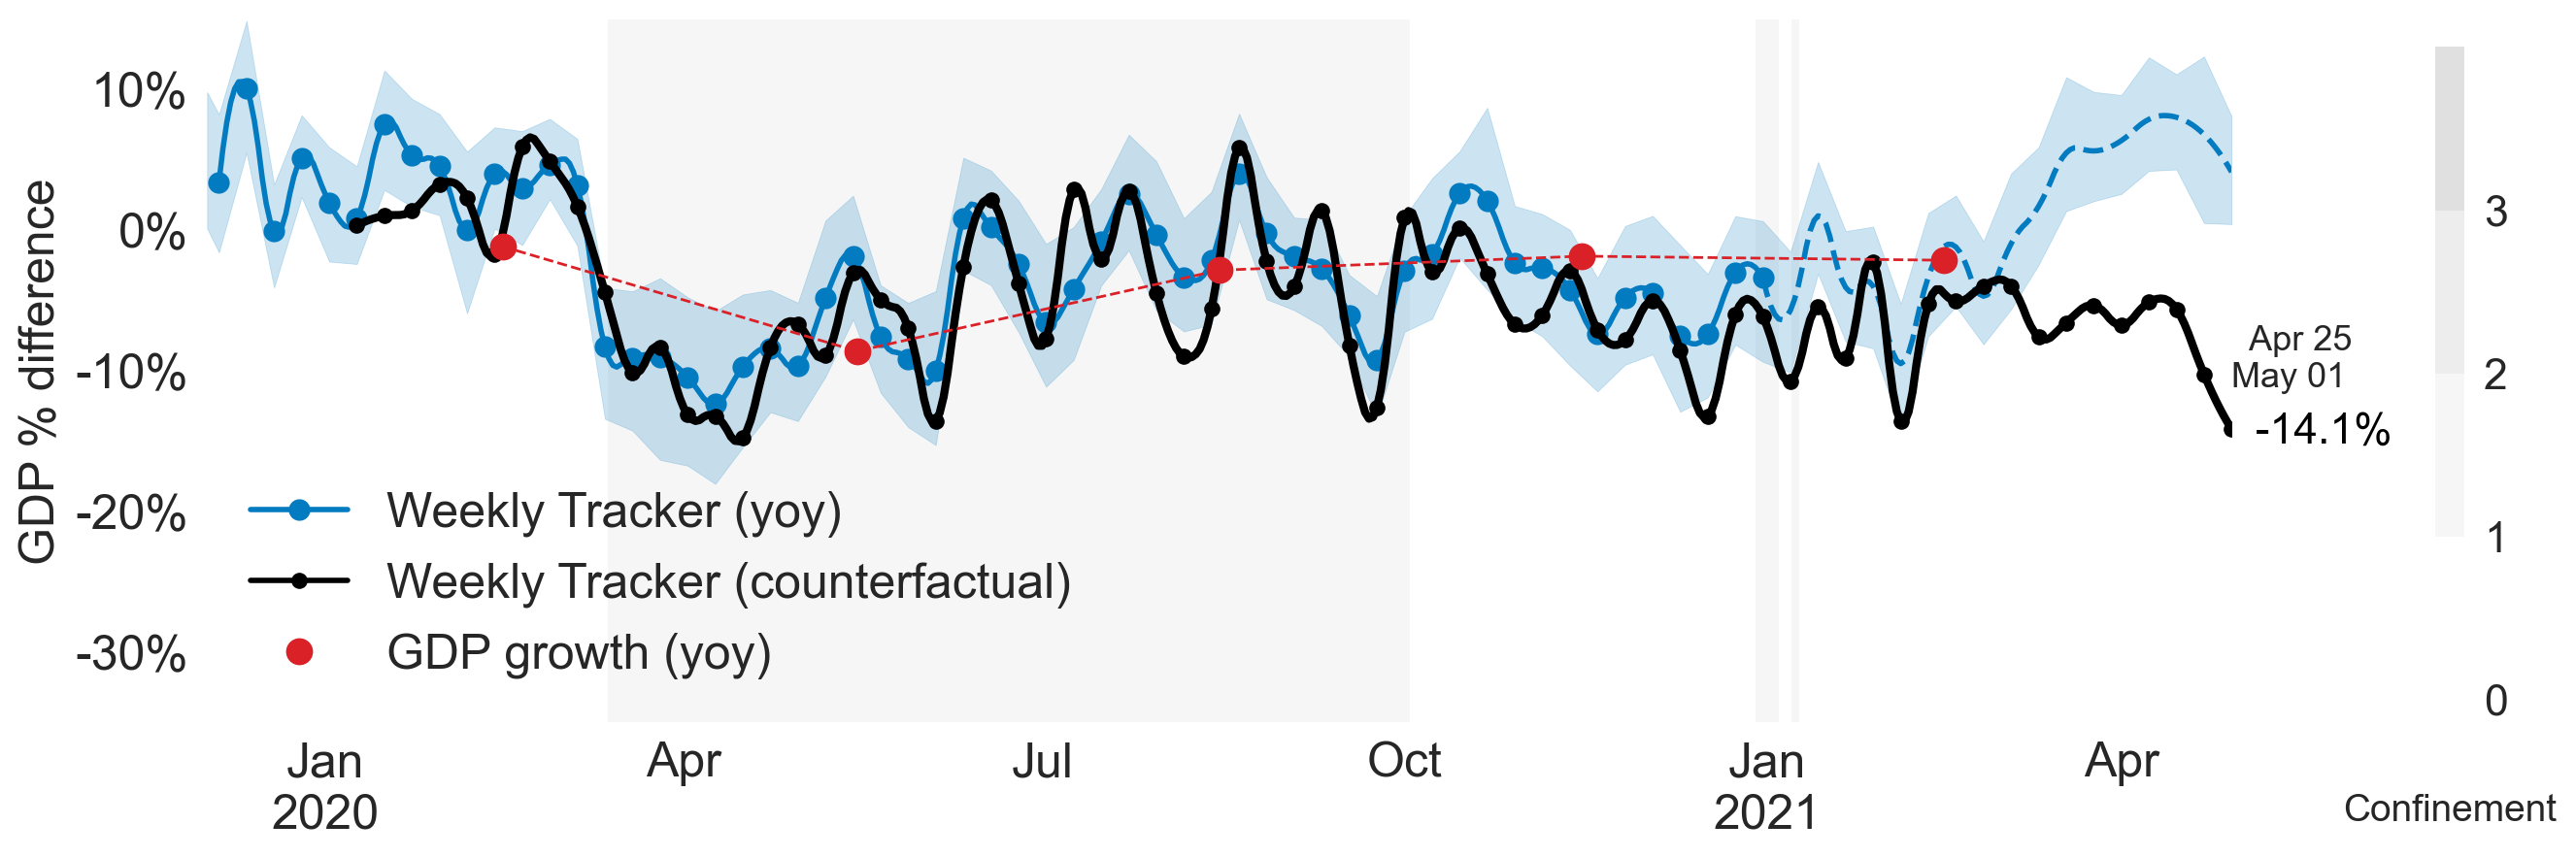 GDP % difference
10%
0%
-10%
-20%
-30%
Weekly Tracker (yoy)
Weekly Tracker (counterfactual)
GDP growth (yoy)
Apr 25
May 01
-14.1%
3
2
1
0
Jan
2020
Apr
Jul
Oct
Jan
2021
Apr
Confinement